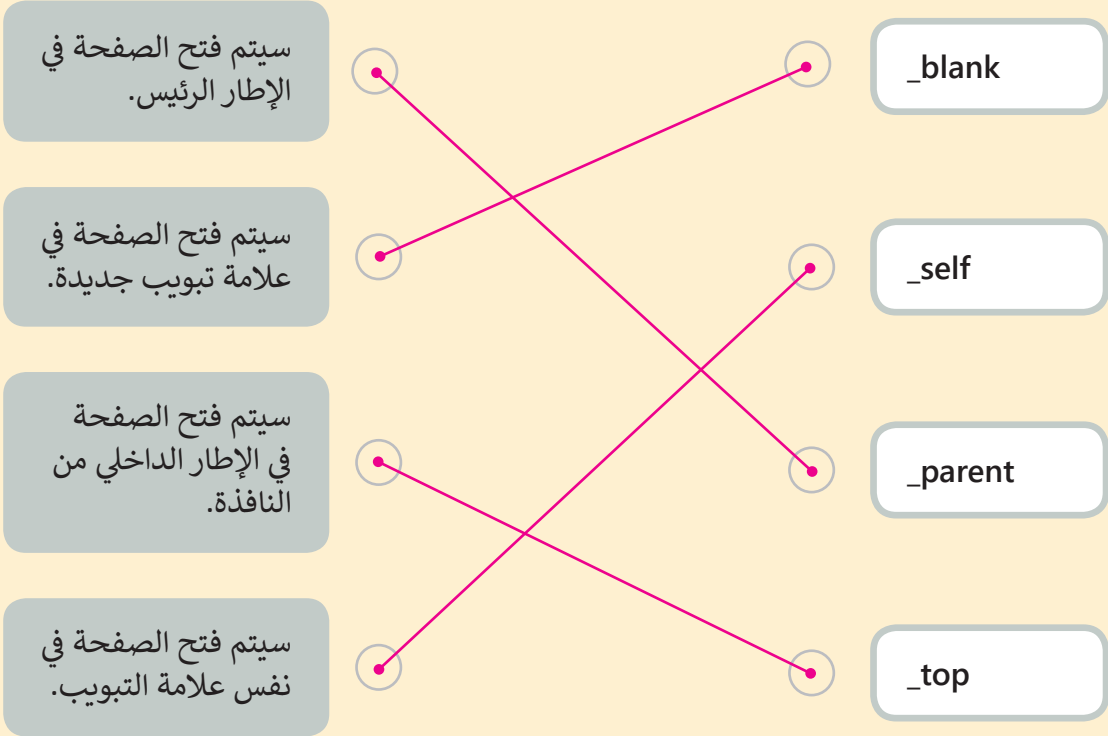 _blank
_self
_parent
_top
سيتم فتح الصفحة في
الإطار الرئيس.
سيتم فتح الصفحة في
علامة تبويب جديدة.
سيتم فتح الصفحة
في الإطار الداخلي من
النافذة.
سيتم فتح الصفحة في
نفس علامة التبويب.